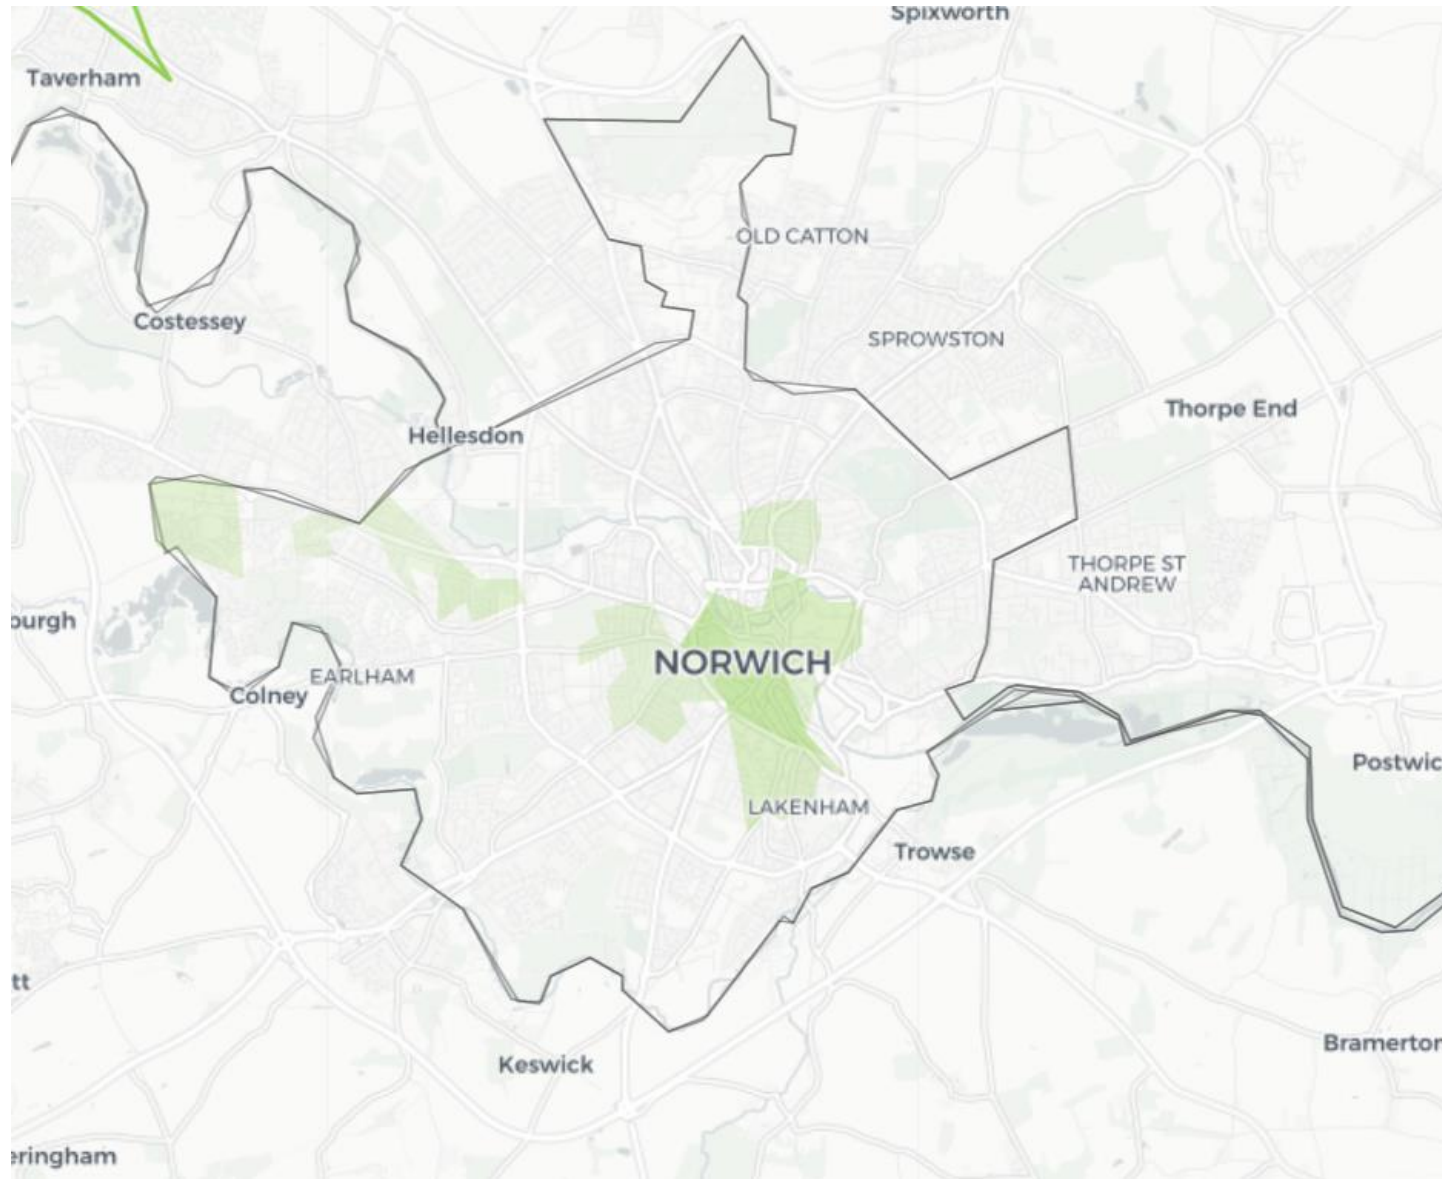 Spixworth
Taverham
OLD CATTON
Costessey
SPROWSTON
Thorpe End
Hellesdon
THORPE ST
ANDREW
ourgh
NORWICH
EARLHAM
Colney
Postwic
LAKENHAM
Trowse
tt
Bramerton
Keswick
eringham